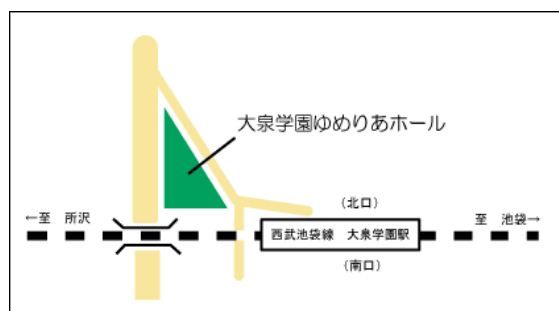 大泉学園ゆめりあホール
(北口)
←至 所沢
至 池袋→
西武池袋線 大泉学園駅
(南口)